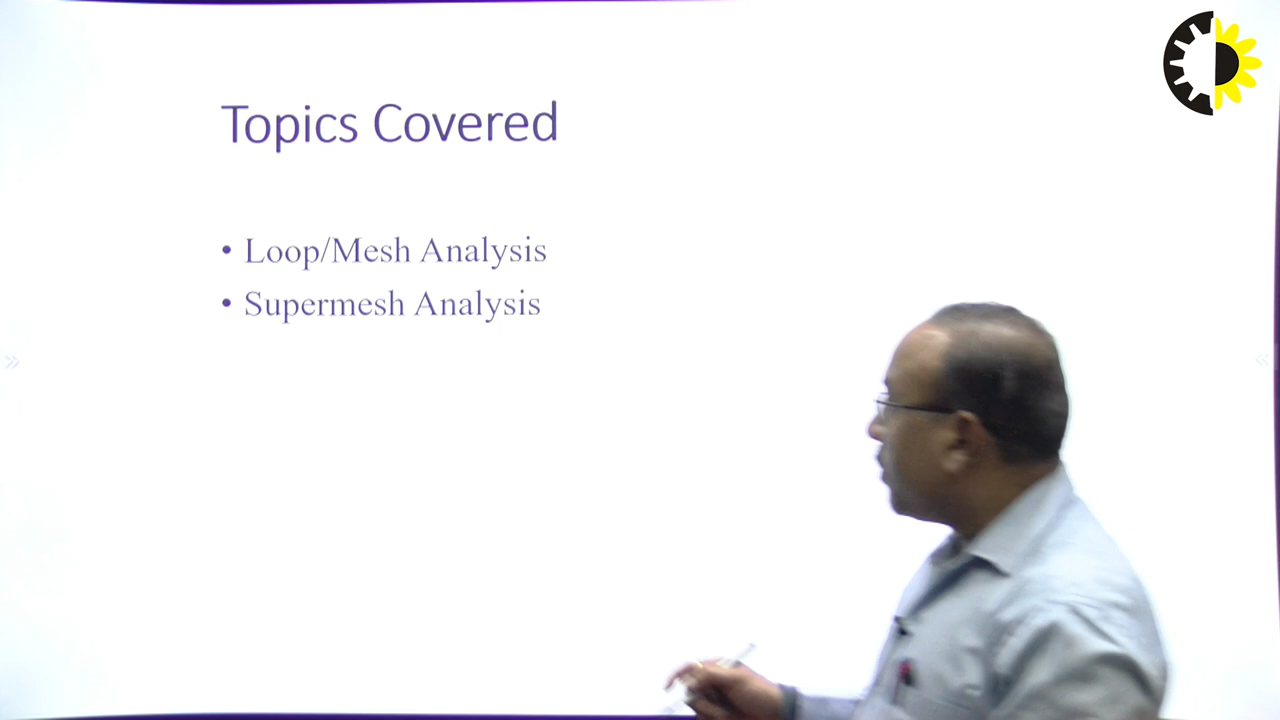 Topics Covered
• Loop/Mesh Analysis
• Supermesh Analysis